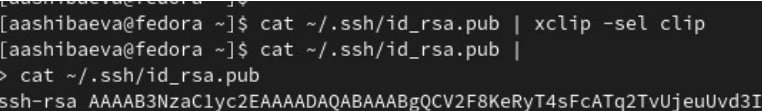 [aashibaeva@fedora ~]$ cat ~/.ssh/id_rsa.pub | xclip -sel clip
[aashibaeva@fedora ~]$ cat ~/.ssh/id_rsa.pub |
> cat ~/.ssh/id_rsa.pub
ssh-rsa AAAAB3NzaC1yc2EAAAADAQABAAABgQCV2F8KeRyT4sFcATq2TvUjeuUvd3I